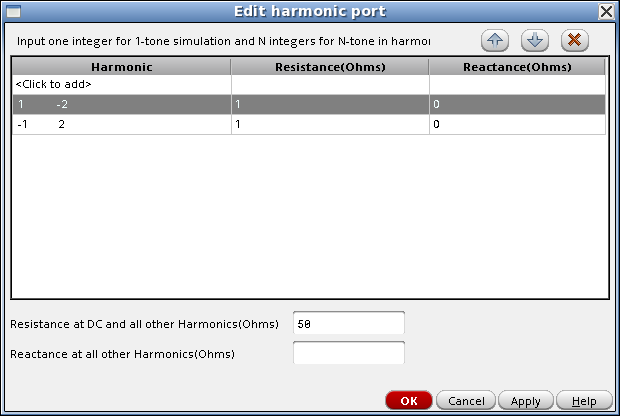 Edit harmonic port
Input one integer for 1-tone simulation and N integers for N-tone in harmor
Harmonic Resistance(Ohms) Reactance(Ohms)
<Click to add>
1 -2 1 0
-1 2 1 0
Resistance at DC and all other Harmonics(Ohms) 50
Reactance at all other Harmonics(Ohms)
OK Cancel Apply Help